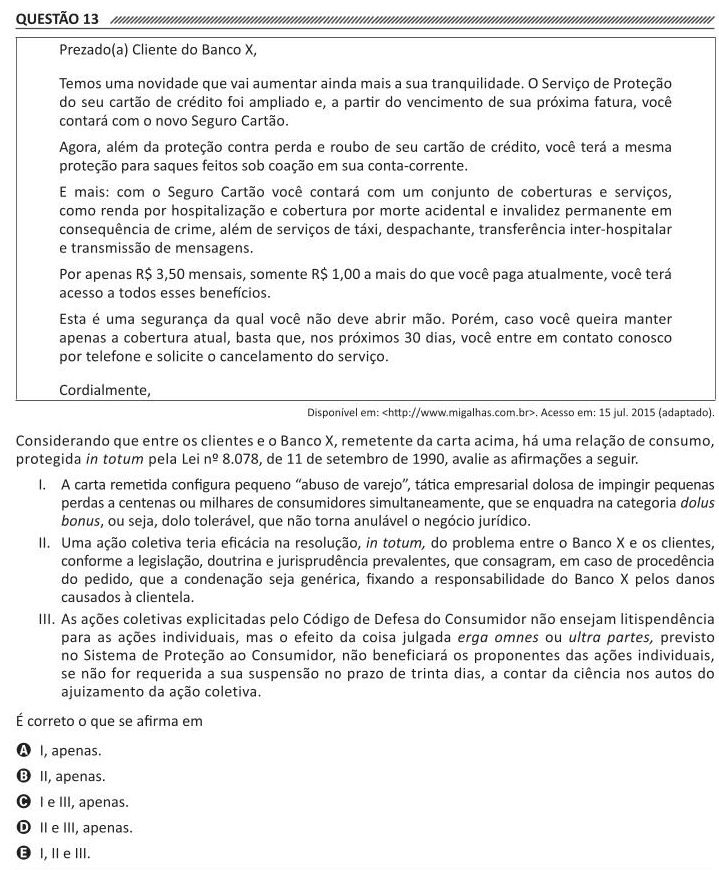 QUESTÃO 13
Prezado(a) Cliente do Banco X,
Temos uma novidade que vai aumentar ainda mais a sua tranquilidade. O Serviço de Proteção
do seu cartão de crédito foi ampliado e, a partir do vencimento de sua próxima fatura, você
contará com o novo Seguro Cartão.
Agora, além da proteção contra perda e roubo de seu cartão de crédito, você terá a mesma
proteção para saques feitos sob coação em sua conta-corrente.
E mais: com o Seguro Cartão você contará com um conjunto de coberturas e serviços,
como renda por hospitalização e cobertura por morte acidental e invalidez permanente em
consequência de crime, além de serviços de táxi, despachante, transferência inter-hospitalar
e transmissão de mensagens.
Por apenas R$ 3,50 mensais, somente R$ 1,00 a mais do que você paga atualmente, você terá
acesso a todos esses benefícios.
Esta é uma segurança da qual você não deve abrir mão. Porém, caso você queira manter
apenas a cobertura atual, basta que, nos próximos 30 dias, você entre em contato conosco
por telefone e solicite o cancelamento do serviço.
Cordialmente,
Disponível em: <http://www.migalhas.com.br>. Acesso em: 15 jul. 2015 (adaptado).
Considerando que entre os clientes e o Banco X, remetente da carta acima, há uma relação de consumo,
protegida in totum pela Lei nº 8.078, de 11 de setembro de 1990, avalie as afirmações a seguir.
I. A carta remetida configura pequeno “abuso de varejo”, tática empresarial dolosa de impingir pequenas
perdas a centenas ou milhares de consumidores simultaneamente, que se enquadra na categoria dolus
bonus, ou seja, dolo tolerável, que não torna anulável o negócio jurídico.
II. Uma ação coletiva teria eficácia na resolução, in totum, do problema entre o Banco X e os clientes,
conforme a legislação, doutrina e jurisprudência prevalentes, que consagram, em caso de procedência
do pedido, que a condenação seja genérica, fixando a responsabilidade do Banco X pelos danos
causados à clientela.
III. As ações coletivas explicitadas pelo Código de Defesa do Consumidor não ensejam litispendência
para as ações individuais, mas o efeito da coisa julgada erga omnes ou ultra partes, previsto
no Sistema de Proteção ao Consumidor, não beneficiará os proponentes das ações individuais,
se não for requerida a sua suspensão no prazo de trinta dias, a contar da ciência nos autos do
ajuizamento da ação coletiva.
É correto o que se afirma em
A I, apenas.
B II, apenas.
C I e III, apenas.
D II e III, apenas.
E I, II e III.